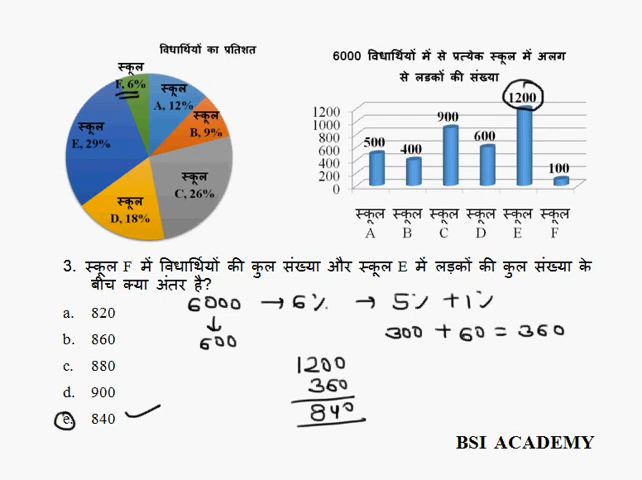 विधार्थियों का प्रतिशत
स्कूल
F, 6%
स्कूल
A, 12%
स्कूल
B, 9%
स्कूल
C, 26%
स्कूल
D, 18%
स्कूल
E, 29%
6000 विधार्थियों में से प्रत्येक स्कूल में अलग
से लडकों की संख्या
1200
1000
800
600
400
200
0
500
400
900
600
1200
100
स्कूल A
स्कूल B
स्कूल C
स्कूल D
स्कूल E
स्कूल F
3. स्कूल F में विधार्थियों की कुल संख्या और स्कूल E में लड़कों की कुल संख्या के
बीच क्या अंतर है?
a. 820
b. 860
c. 880
d. 900
e. 840
6000 → 6% → 5% + 1%
↓
600
300 + 60 = 360
1200
360
840
BSI ACADEMY